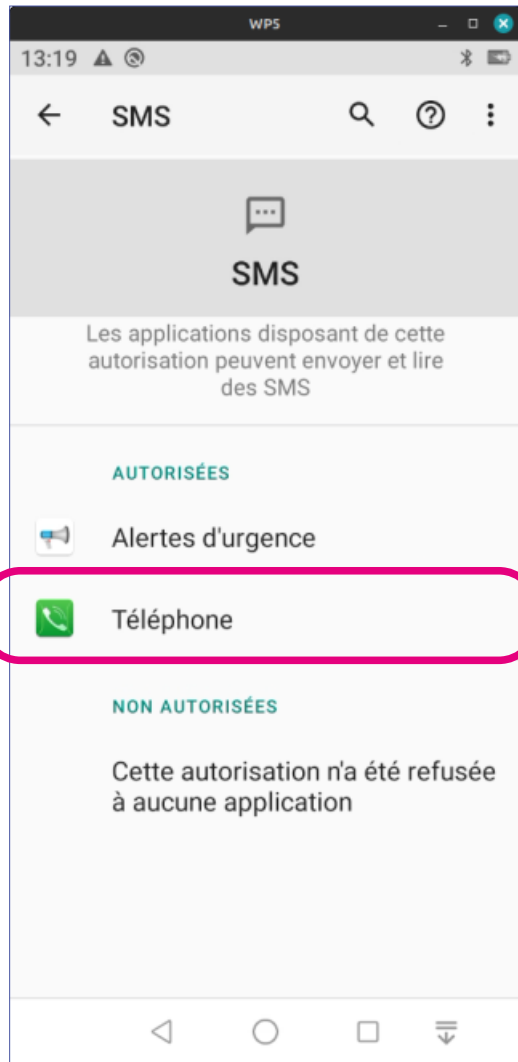 WPS
13:19
SMS
SMS
Les applications disposant de cette
autorisation peuvent envoyer et lire
des SMS
AUTORISÉES
Alertes d'urgence
Téléphone
NON AUTORISÉES
Cette autorisation n'a été refusée
à aucune application